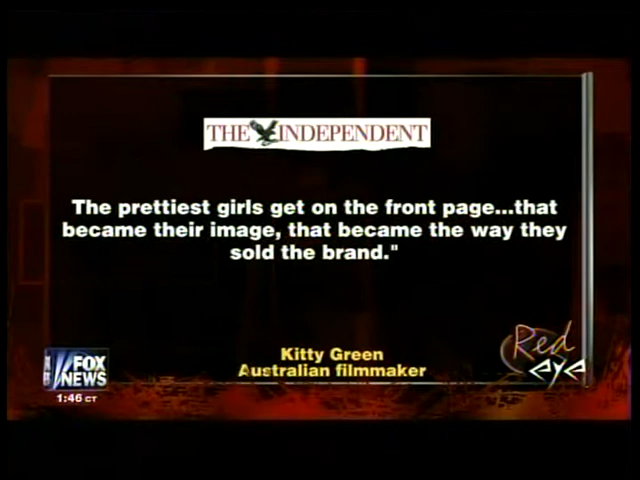 THE INDEPENDENT
The prettiest girls get on the front page...that
became their image, that became the way they
sold the brand."
Kitty Green
Australian filmmaker
Red
eye
FOX
NEWS
1:46 CT